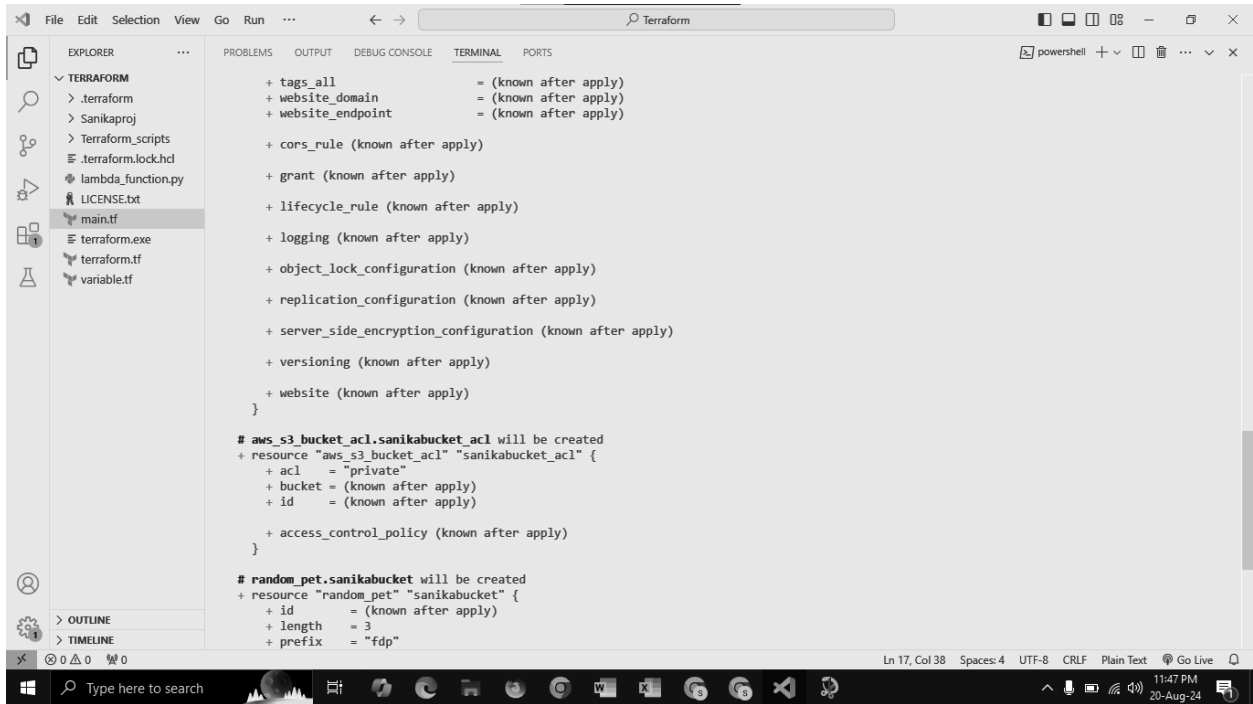 File Edit Selection View Go Run ... Terraform
EXPLORER ... PROBLEMS OUTPUT DEBUG CONSOLE TERMINAL PORTS powershell
TERRAFORM
> .terraform
> Sanikaproj
> Terraform_scripts
.terraform.lock.hcl
lambda_function.py
LICENSE.txt
main.tf
terraform.exe
terraform.tf
variable.tf
> OUTLINE
> TIMELINE
1
1
+ tags_all = (known after apply)
+ website_domain = (known after apply)
+ website_endpoint = (known after apply)
+ cors_rule (known after apply)
+ grant (known after apply)
+ lifecycle_rule (known after apply)
+ logging (known after apply)
+ object_lock_configuration (known after apply)
+ replication_configuration (known after apply)
+ server_side_encryption_configuration (known after apply)
+ versioning (known after apply)
+ website (known after apply)
}
# aws_s3_bucket_acl.sanikabucket_acl will be created
+ resource "aws_s3_bucket_acl" "sanikabucket_acl" {
+ acl = "private"
+ bucket = (known after apply)
+ id = (known after apply)
+ access_control_policy (known after apply)
}
# random_pet.sanikabucket will be created
+ resource "random_pet" "sanikabucket" {
+ id = (known after apply)
+ length = 3
+ prefix = "fdp"
0 0 0 Ln 17, Col 38 Spaces: 4 UTF-8 CRLF Plain Text Go Live
Type here to search 11:47 PM
20-Aug-24 1